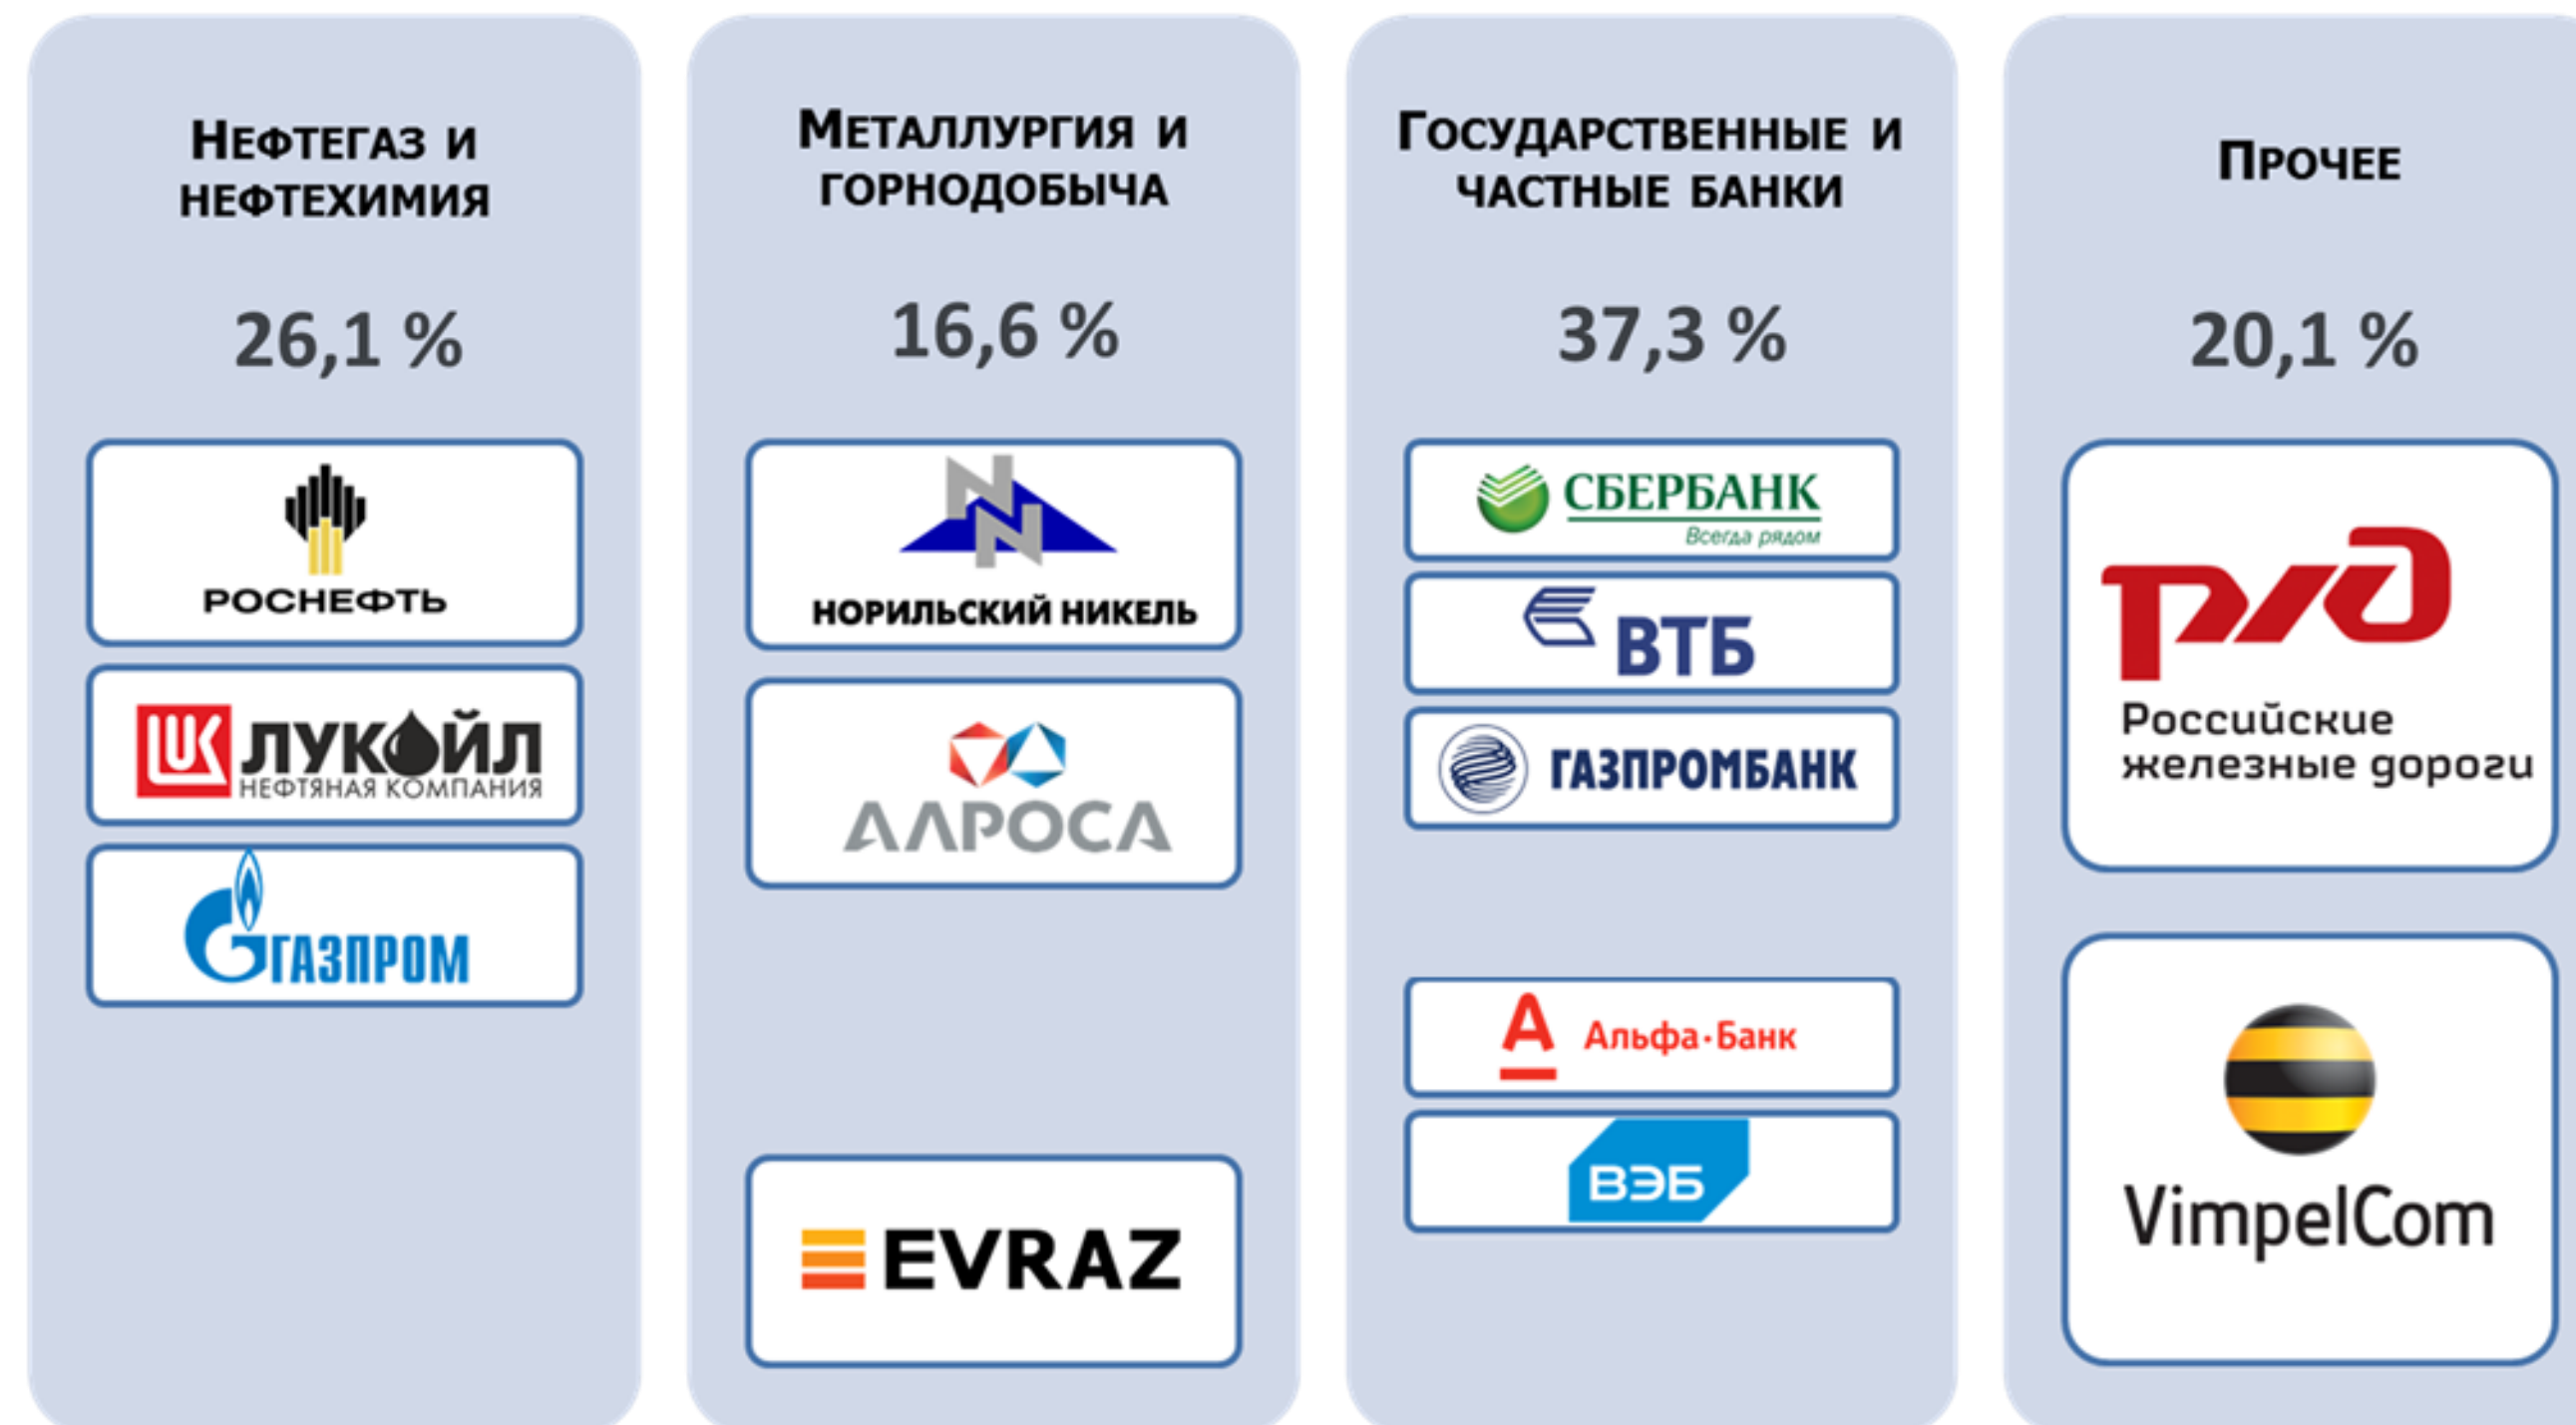 НЕФТЕГАЗ И
НЕФТЕХИМИЯ
26,1 %
РОСНЕФТЬ
ЛУКОЙЛ
НЕФТЯНАЯ КОМПАНИЯ
ГАЗПРОМ
МЕТАЛЛУРГИЯ И
ГОРНОДОБЫЧА
16,6 %
НОРИЛЬСКИЙ НИКЕЛЬ
АЛРОСА
EVRAZ
ГОСУДАРСТВЕННЫЕ И
ЧАСТНЫЕ БАНКИ
37,3 %
СБЕРБАНК
Всегда рядом
ВТБ
ГАЗПРОМБАНК
А Альфа·Банк
ВЭБ
ПРОЧЕЕ
20,1 %
ржд
Российские
железные дороги
VimpelCom